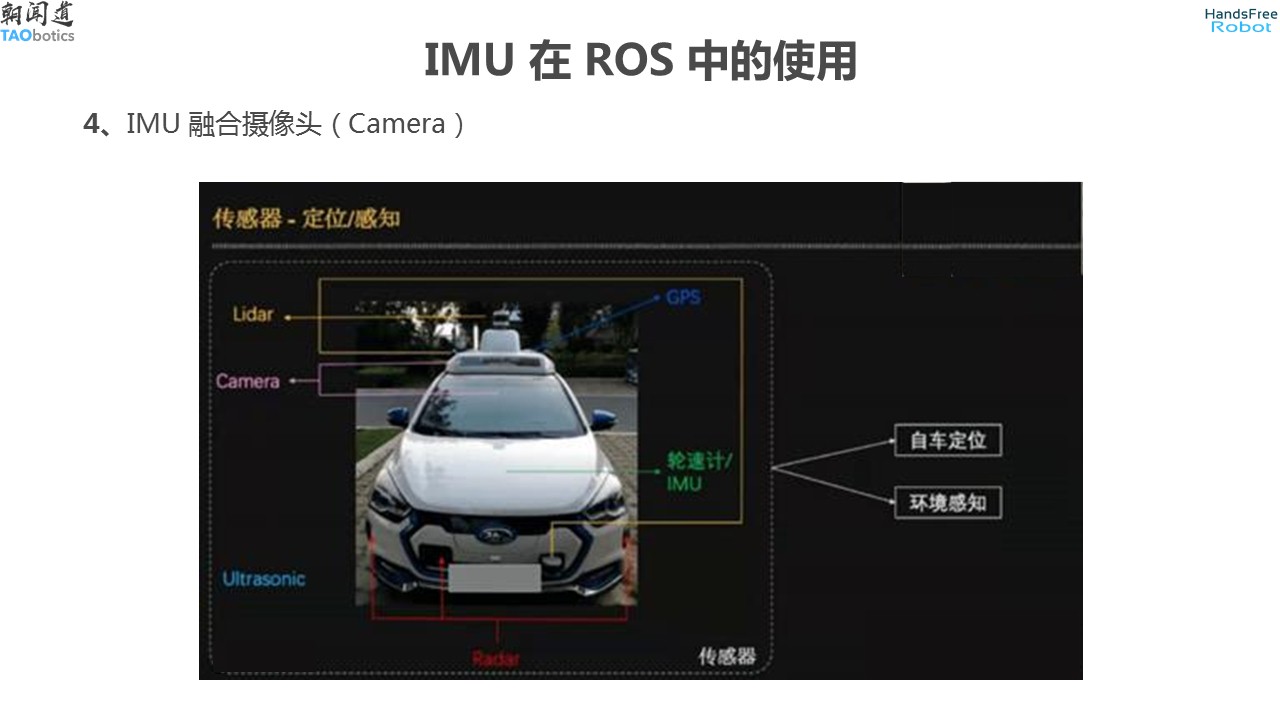 朝闻道
TAObotics
HandsFree
Robot
IMU 在 ROS 中的使用
4、IMU 融合摄像头（Camera）
传感器 - 定位/感知
Lidar
GPS
Camera
轮速计/
IMU
自车定位
环境感知
Ultrasonic
Radar
传感器